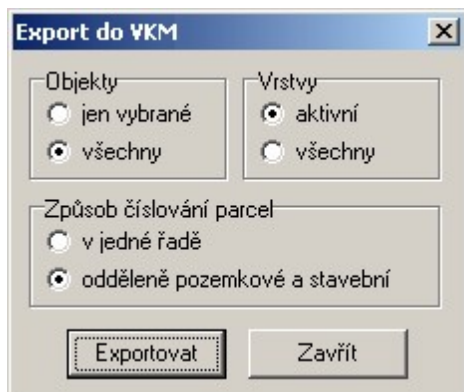 Export do VKM
Objekty
jen vybrané
všechny
Vrstvy
aktivní
všechny
Způsob číslování parcel
v jedné řadě
odděleně pozemkové a stavební
Exportovat
Zavřít